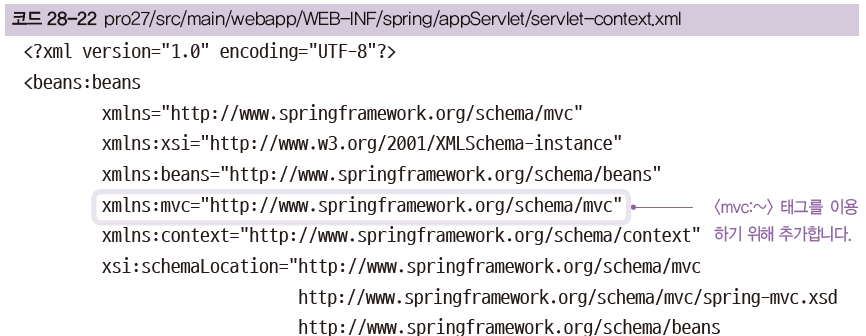 코드 28-22 pro27/src/main/webapp/WEB-INF/spring/appServlet/servlet-context.xml
<?xml version="1.0" encoding="UTF-8"?>
<beans:beans
xmlns="http://www.springframework.org/schema/mvc"
xmlns:xsi="http://www.w3.org/2001/XMLSchema-instance"
xmlns:beans="http://www.springframework.org/schema/beans"
xmlns:mvc="http://www.springframework.org/schema/mvc"
<mvc:~> 태그를 이용
하기 위해 추가합니다.
xmlns:context="http://www.springframework.org/schema/context"
xsi:schemaLocation="http://www.springframework.org/schema/mvc
http://www.springframework.org/schema/mvc/spring-mvc.xsd
http://www.springframework.org/schema/beans